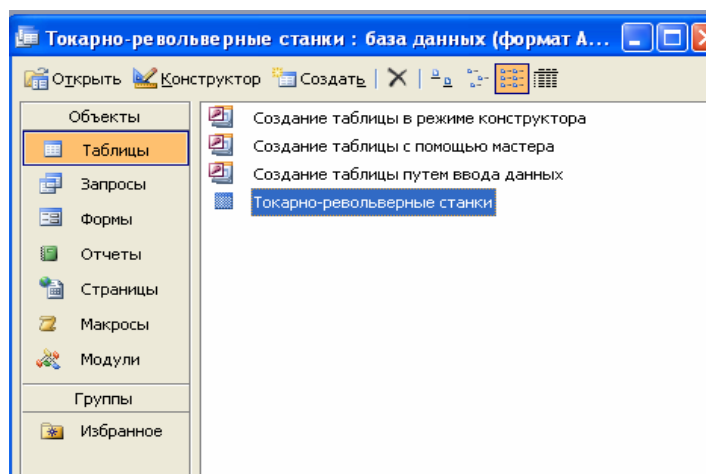 Токарно-револьверные станки : база данных (формат A...
Открыть Конструктор Создать
Объекты
Таблицы
Запросы
Формы
Отчеты
Страницы
Макросы
Модули
Группы
Избранное
Создание таблицы в режиме конструктора
Создание таблицы с помощью мастера
Создание таблицы путем ввода данных
Токарно-револьверные станки